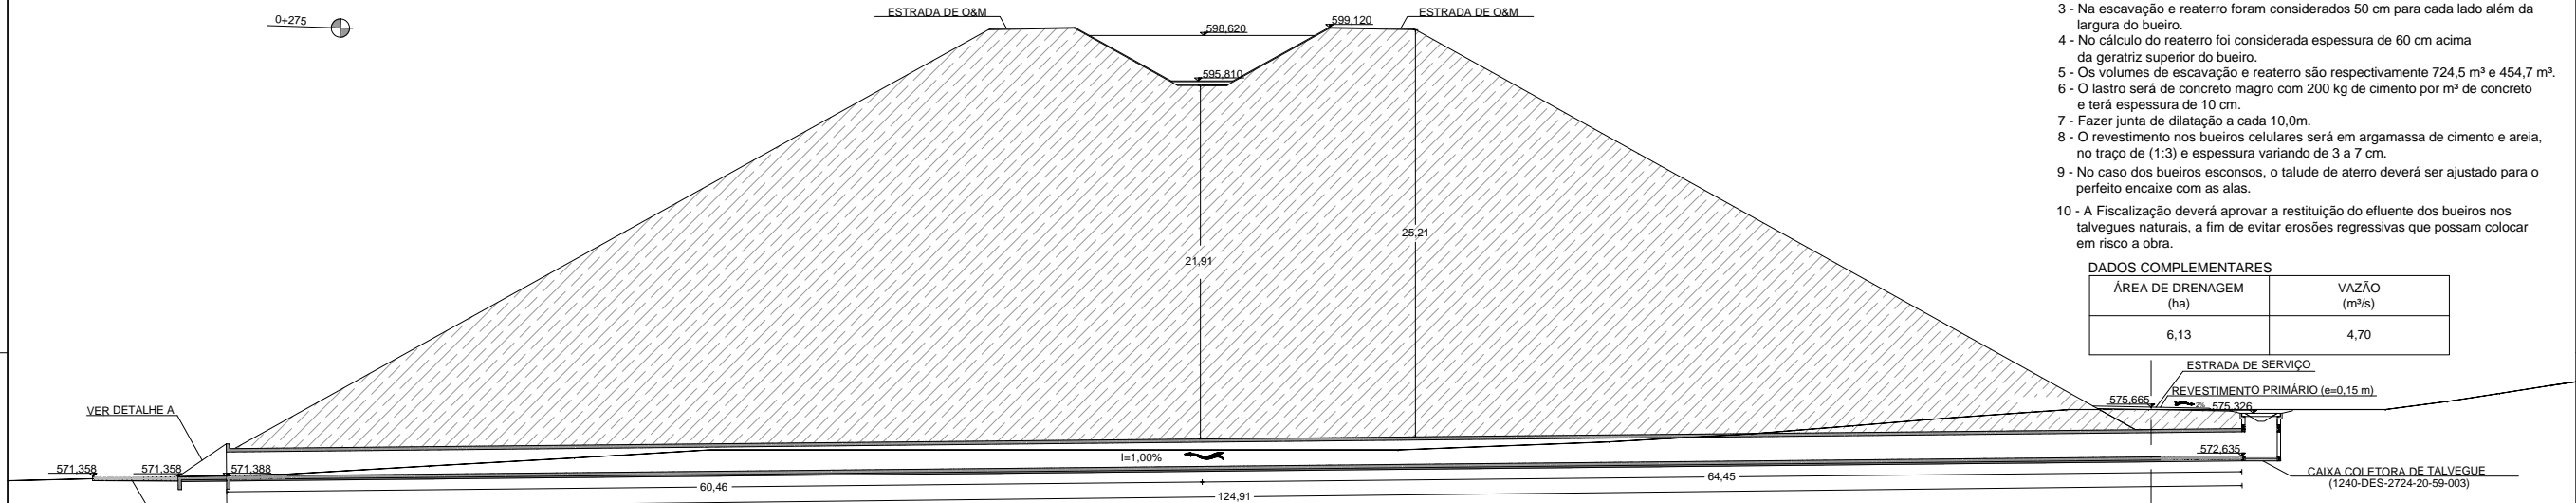 0+275
ESTRADA DE O&M
598,620
599,120
ESTRADA DE O&M
595,810
25,21
21,91
VER DETALHE A
571,358
571,358
571,388
I=1,00%
60,46
64,45
124,91
575,665
2%
575,326
572,635
ESTRADA DE SERVIÇO
REVESTIMENTO PRIMÁRIO (e=0,15 m)
CAIXA COLETORA DE TALVEGUE
(1240-DES-2724-20-59-003)
3 - Na escavação e reaterro foram considerados 50 cm para cada lado além da
largura do bueiro.
4 - No cálculo do reaterro foi considerada espessura de 60 cm acima
da geratriz superior do bueiro.
5 - Os volumes de escavação e reaterro são respectivamente 724,5 m³ e 454,7 m³.
6 - O lastro será de concreto magro com 200 kg de cimento por m³ de concreto
e terá espessura de 10 cm.
7 - Fazer junta de dilatação a cada 10,0m.
8 - O revestimento nos bueiros celulares será em argamassa de cimento e areia,
no traço de (1:3) e espessura variando de 3 a 7 cm.
9 - No caso dos bueiros esconsos, o talude de aterro deverá ser ajustado para o
perfeito encaixe com as alas.
10 - A Fiscalização deverá aprovar a restituição do efluente dos bueiros nos
talvegues naturais, a fim de evitar erosões regressivas que possam colocar
em risco a obra.
DADOS COMPLEMENTARES
ÁREA DE DRENAGEM
(ha)
VAZÃO
(m³/s)
6,13
4,70